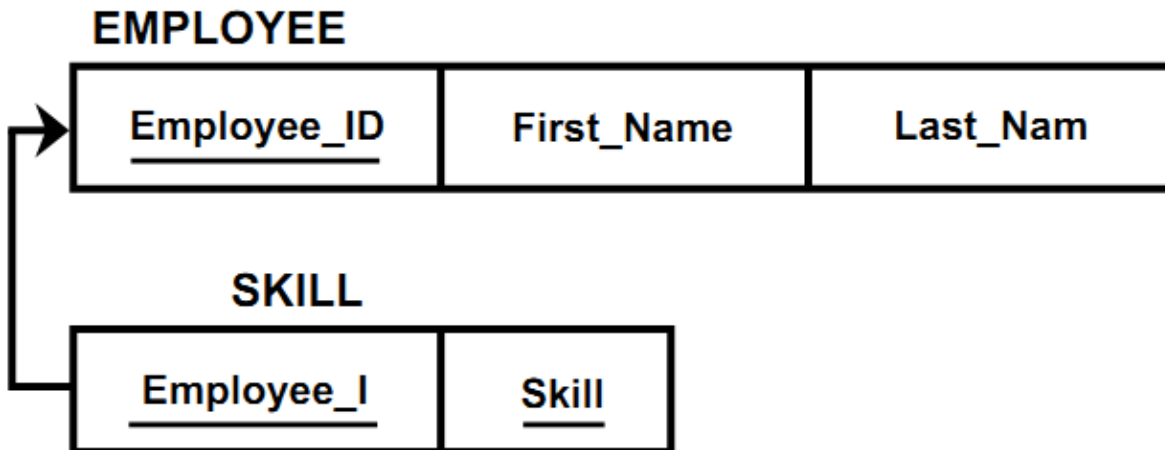 EMPLOYEE
Employee_ID First_Name Last_Nam
SKILL
Employee_I Skill